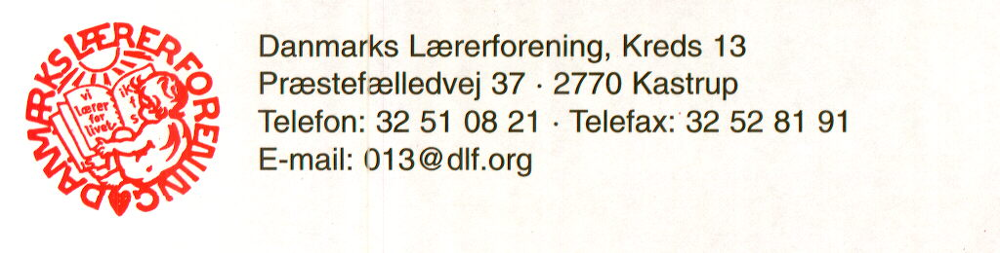 DANMARKS LÆRERFORENING
vi
Lærer
for
livet
Danmarks Lærerforening, Kreds 13
Præstefælledvej 37 · 2770 Kastrup
Telefon: 32 51 08 21 · Telefax: 32 52 81 91
E-mail: 013@dlf.org